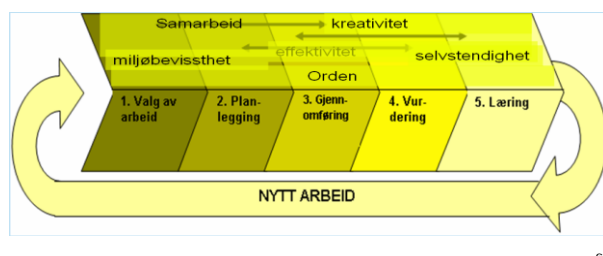 Samarbeid kreativitet
effektivitet
miljøbevissthet selvstendighet
Orden
1. Valg av
arbeid
2. Plan-
legging
3. Gjenn-
omføring
4. Vur-
dering
5. Læring
NYTT ARBEID